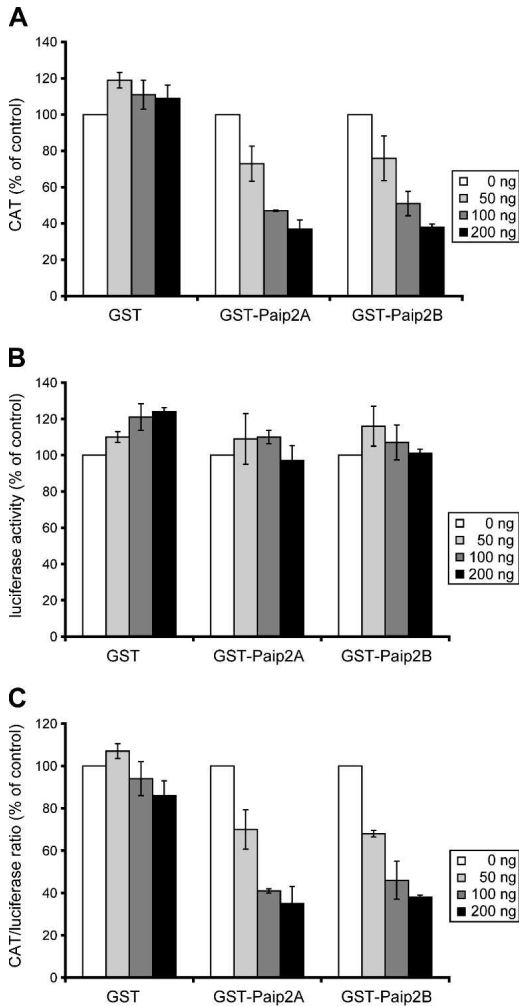 A
CAT (% of control)
140
120
100
80
60
40
20
0
GST
GST-Paip2A
GST-Paip2B
0 ng
50 ng
100 ng
200 ng
B
luciferase activity (% of control)
140
120
100
80
60
40
20
0
GST
GST-Paip2A
GST-Paip2B
0 ng
50 ng
100 ng
200 ng
C
CAT/luciferase ratio (% of control)
120
100
80
60
40
20
0
GST
GST-Paip2A
GST-Paip2B
0 ng
50 ng
100 ng
200 ng